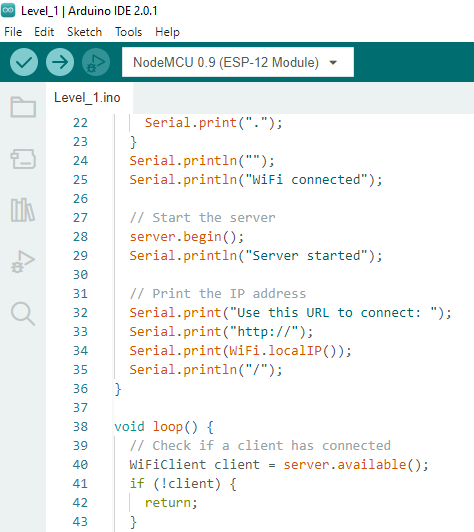 Level_1 | Arduino IDE 2.0.1
File Edit Sketch Tools Help
NodeMCU 0.9 (ESP-12 Module)
Level_1.ino
22 Serial.print(".");
23 }
24 Serial.println("");
25 Serial.println("WiFi connected");
26
27 // Start the server
28 server.begin();
29 Serial.println("Server started");
30
31 // Print the IP address
32 Serial.print("Use this URL to connect: ");
33 Serial.print("http://");
34 Serial.print(WiFi.localIP());
35 Serial.println("/");
36 }
37
38 void loop() {
39 // Check if a client has connected
40 WiFiClient client = server.available();
41 if (!client) {
42 return;
43 }